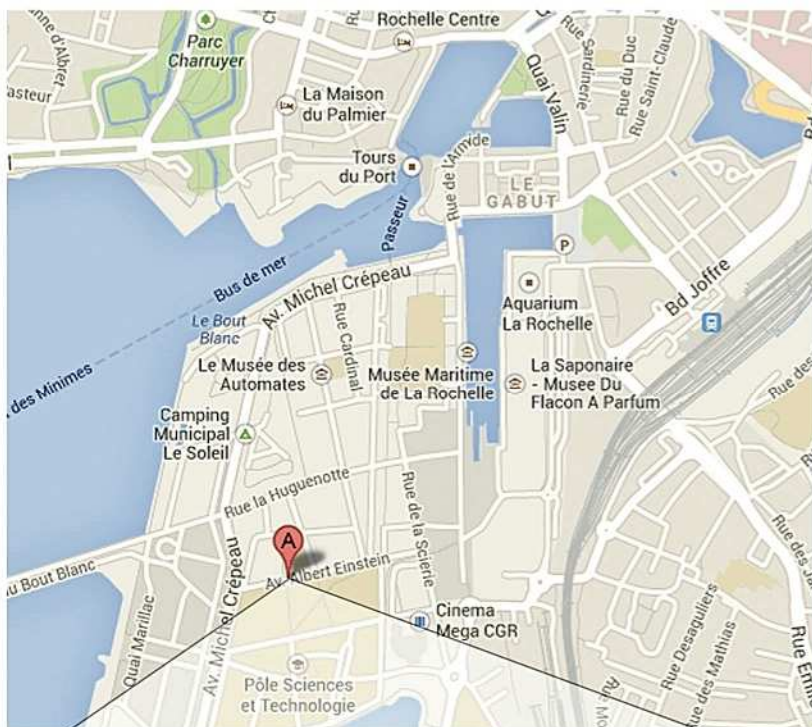 Rochelle Centre
Parc
Charruyer
La Maison
du Palmier
Quai Valin
Rue Sardinerie
Rue du Duc
Rue Saint-Claude
Tours
du Port
Rue de l'Armide
LE
GABUT
Passeur
Bus de mer
Av. Michel Crépeau
P
Bd Joffre
Le Bout
Blanc
Aquarium
La Rochelle
Rue Cardinal
Le Musée des
Automates
Musée Maritime
de La Rochelle
La Saponaire
- Musee Du
Flacon A Parfum
des Minimes
Rue des
Camping
Municipal
Le Soleil
Rue la Huguenotte
Rue de la Scierie
A
Av. Albert Einstein
du Bout Blanc
Quai Marillac
Av. Michel Crépeau
Cinema
Mega CGR
Rue Desaguliers
Rue des Mathias
Pôle Sciences
et Technologie